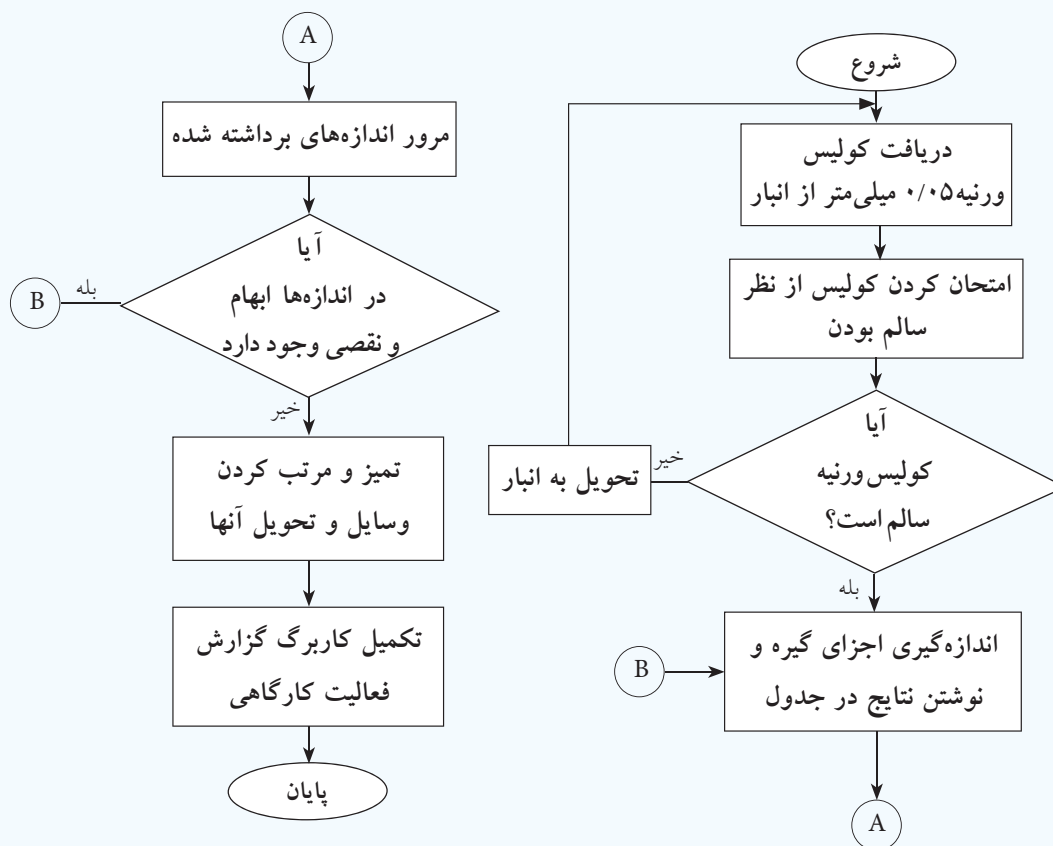 شروع
دریافت کولیس
ورنیه۰/۰۵ میلی‌متر از انبار
امتحان کردن کولیس از نظر
سالم بودن
آیا
کولیس ورنیه
سالم است؟
خیر
تحویل به انبار
بله
اندازه‌گیری اجزای گیره و
نوشتن نتایج در جدول
B
A
A
مرور اندازه‌های برداشته شده
آیا
در اندازه‌ها ابهام
و نقصی وجود دارد
بله
B
خیر
تمیز و مرتب کردن
وسایل و تحویل آنها
تکمیل کاربرگ گزارش
فعالیت کارگاهی
پایان